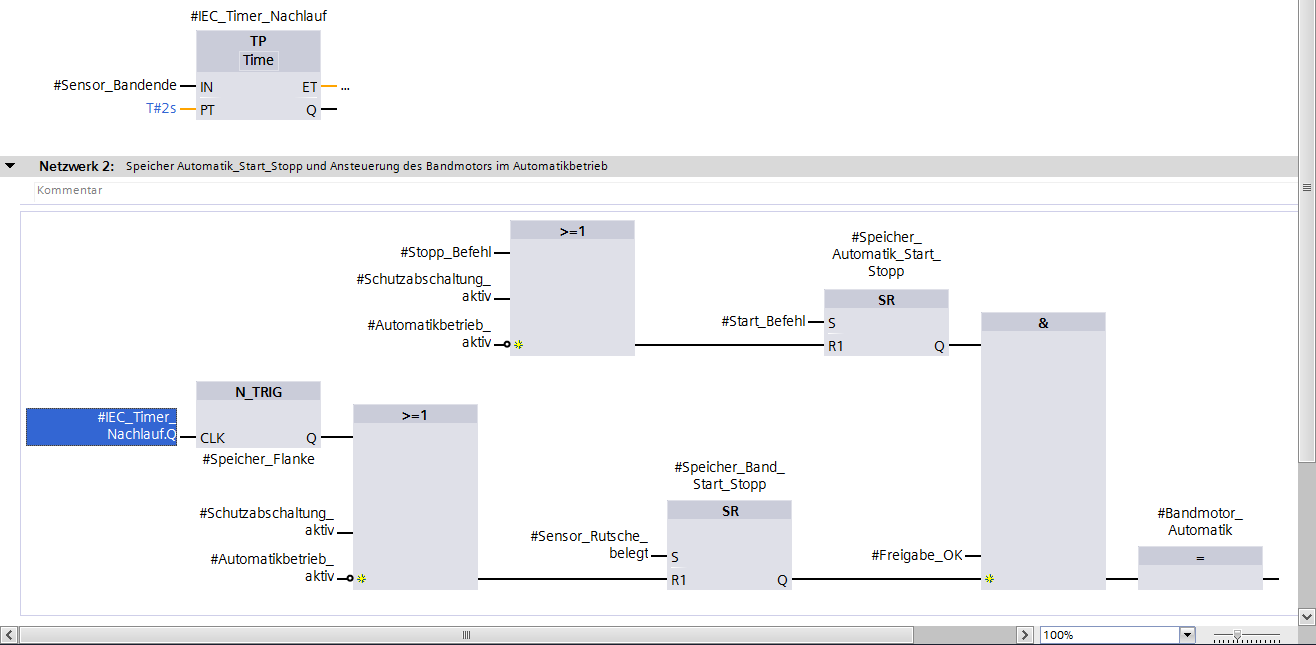 #IEC_Timer_Nachlauf
TP
Time
#Sensor_Bandende
IN
ET
...
T#2s
PT
Q
Netzwerk 2: Speicher Automatik_Start_Stopp und Ansteuerung des Bandmotors im Automatikbetrieb
Kommentar
>=1
#Stopp_Befehl
#Schutzabschaltung_
aktiv
#Automatikbetrieb_
aktiv
#Speicher_
Automatik_Start_
Stopp
SR
#Start_Befehl
S
R1
Q
&
N_TRIG
#IEC_Timer_
Nachlauf.Q
CLK
Q
#Speicher_Flanke
>=1
#Schutzabschaltung_
aktiv
#Automatikbetrieb_
aktiv
#Speicher_Band_
Start_Stopp
SR
#Sensor_Rutsche_
belegt
S
R1
Q
#Freigabe_OK
#Bandmotor_
Automatik
=
100%